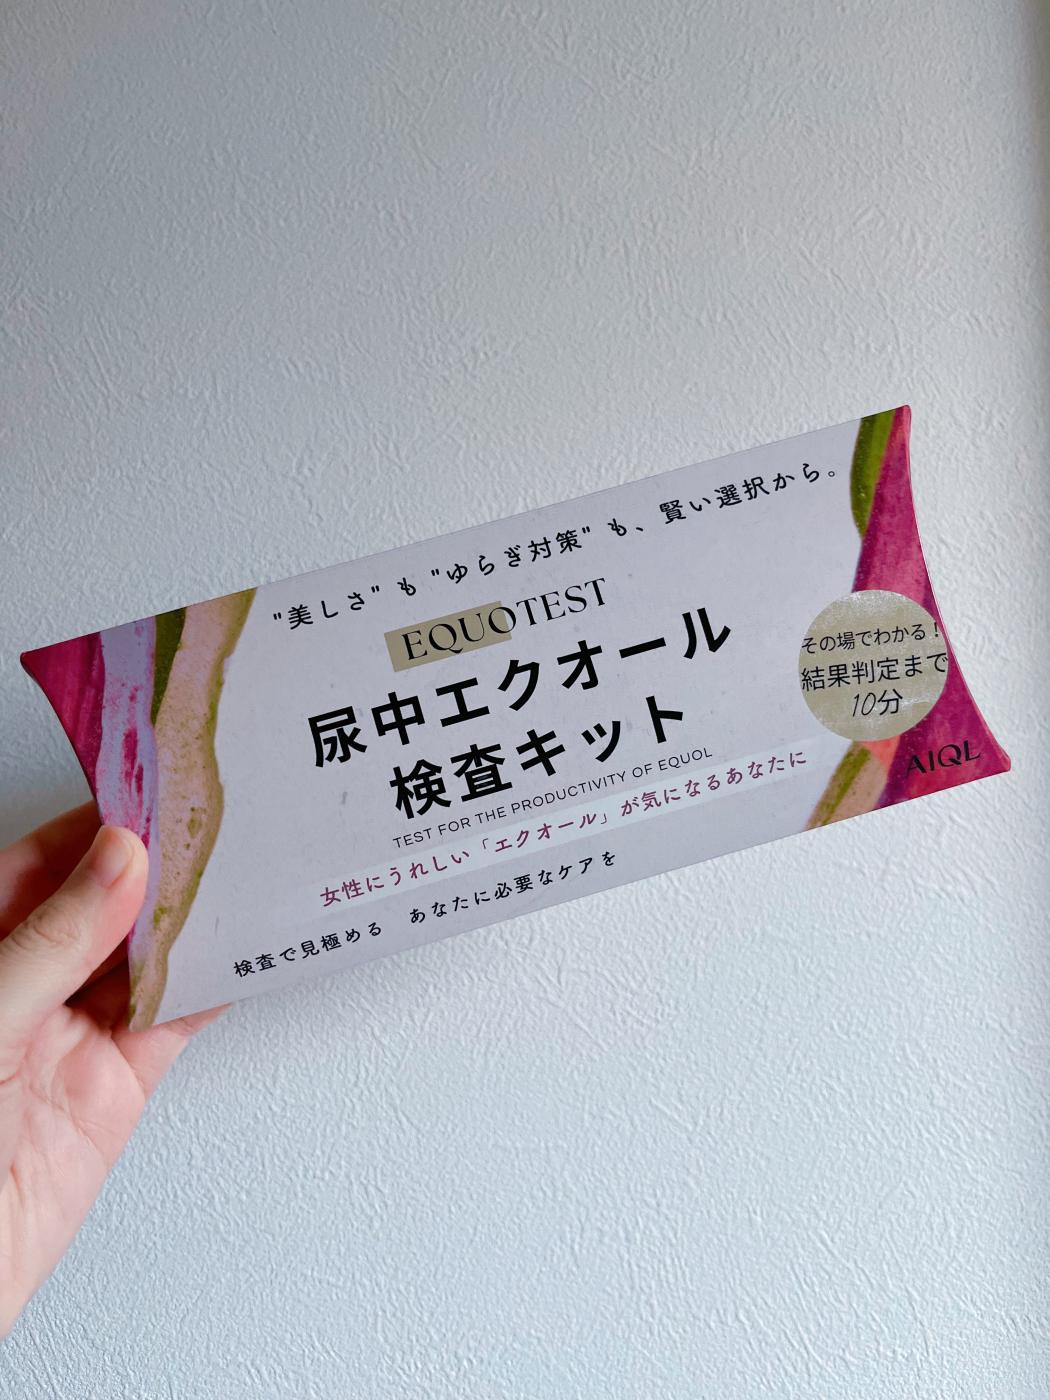 "美しさ" も "ゆらぎ対策" も、賢い選択から。
EQUOTEST
尿中エクオール
検査キット
TEST FOR THE PRODUCTIVITY OF EQUOL
女性にうれしい「エクオール」が気になるあなたに
検査で見極める あなたに必要なケアを
その場でわかる!
結果判定まで
10分
AIQL